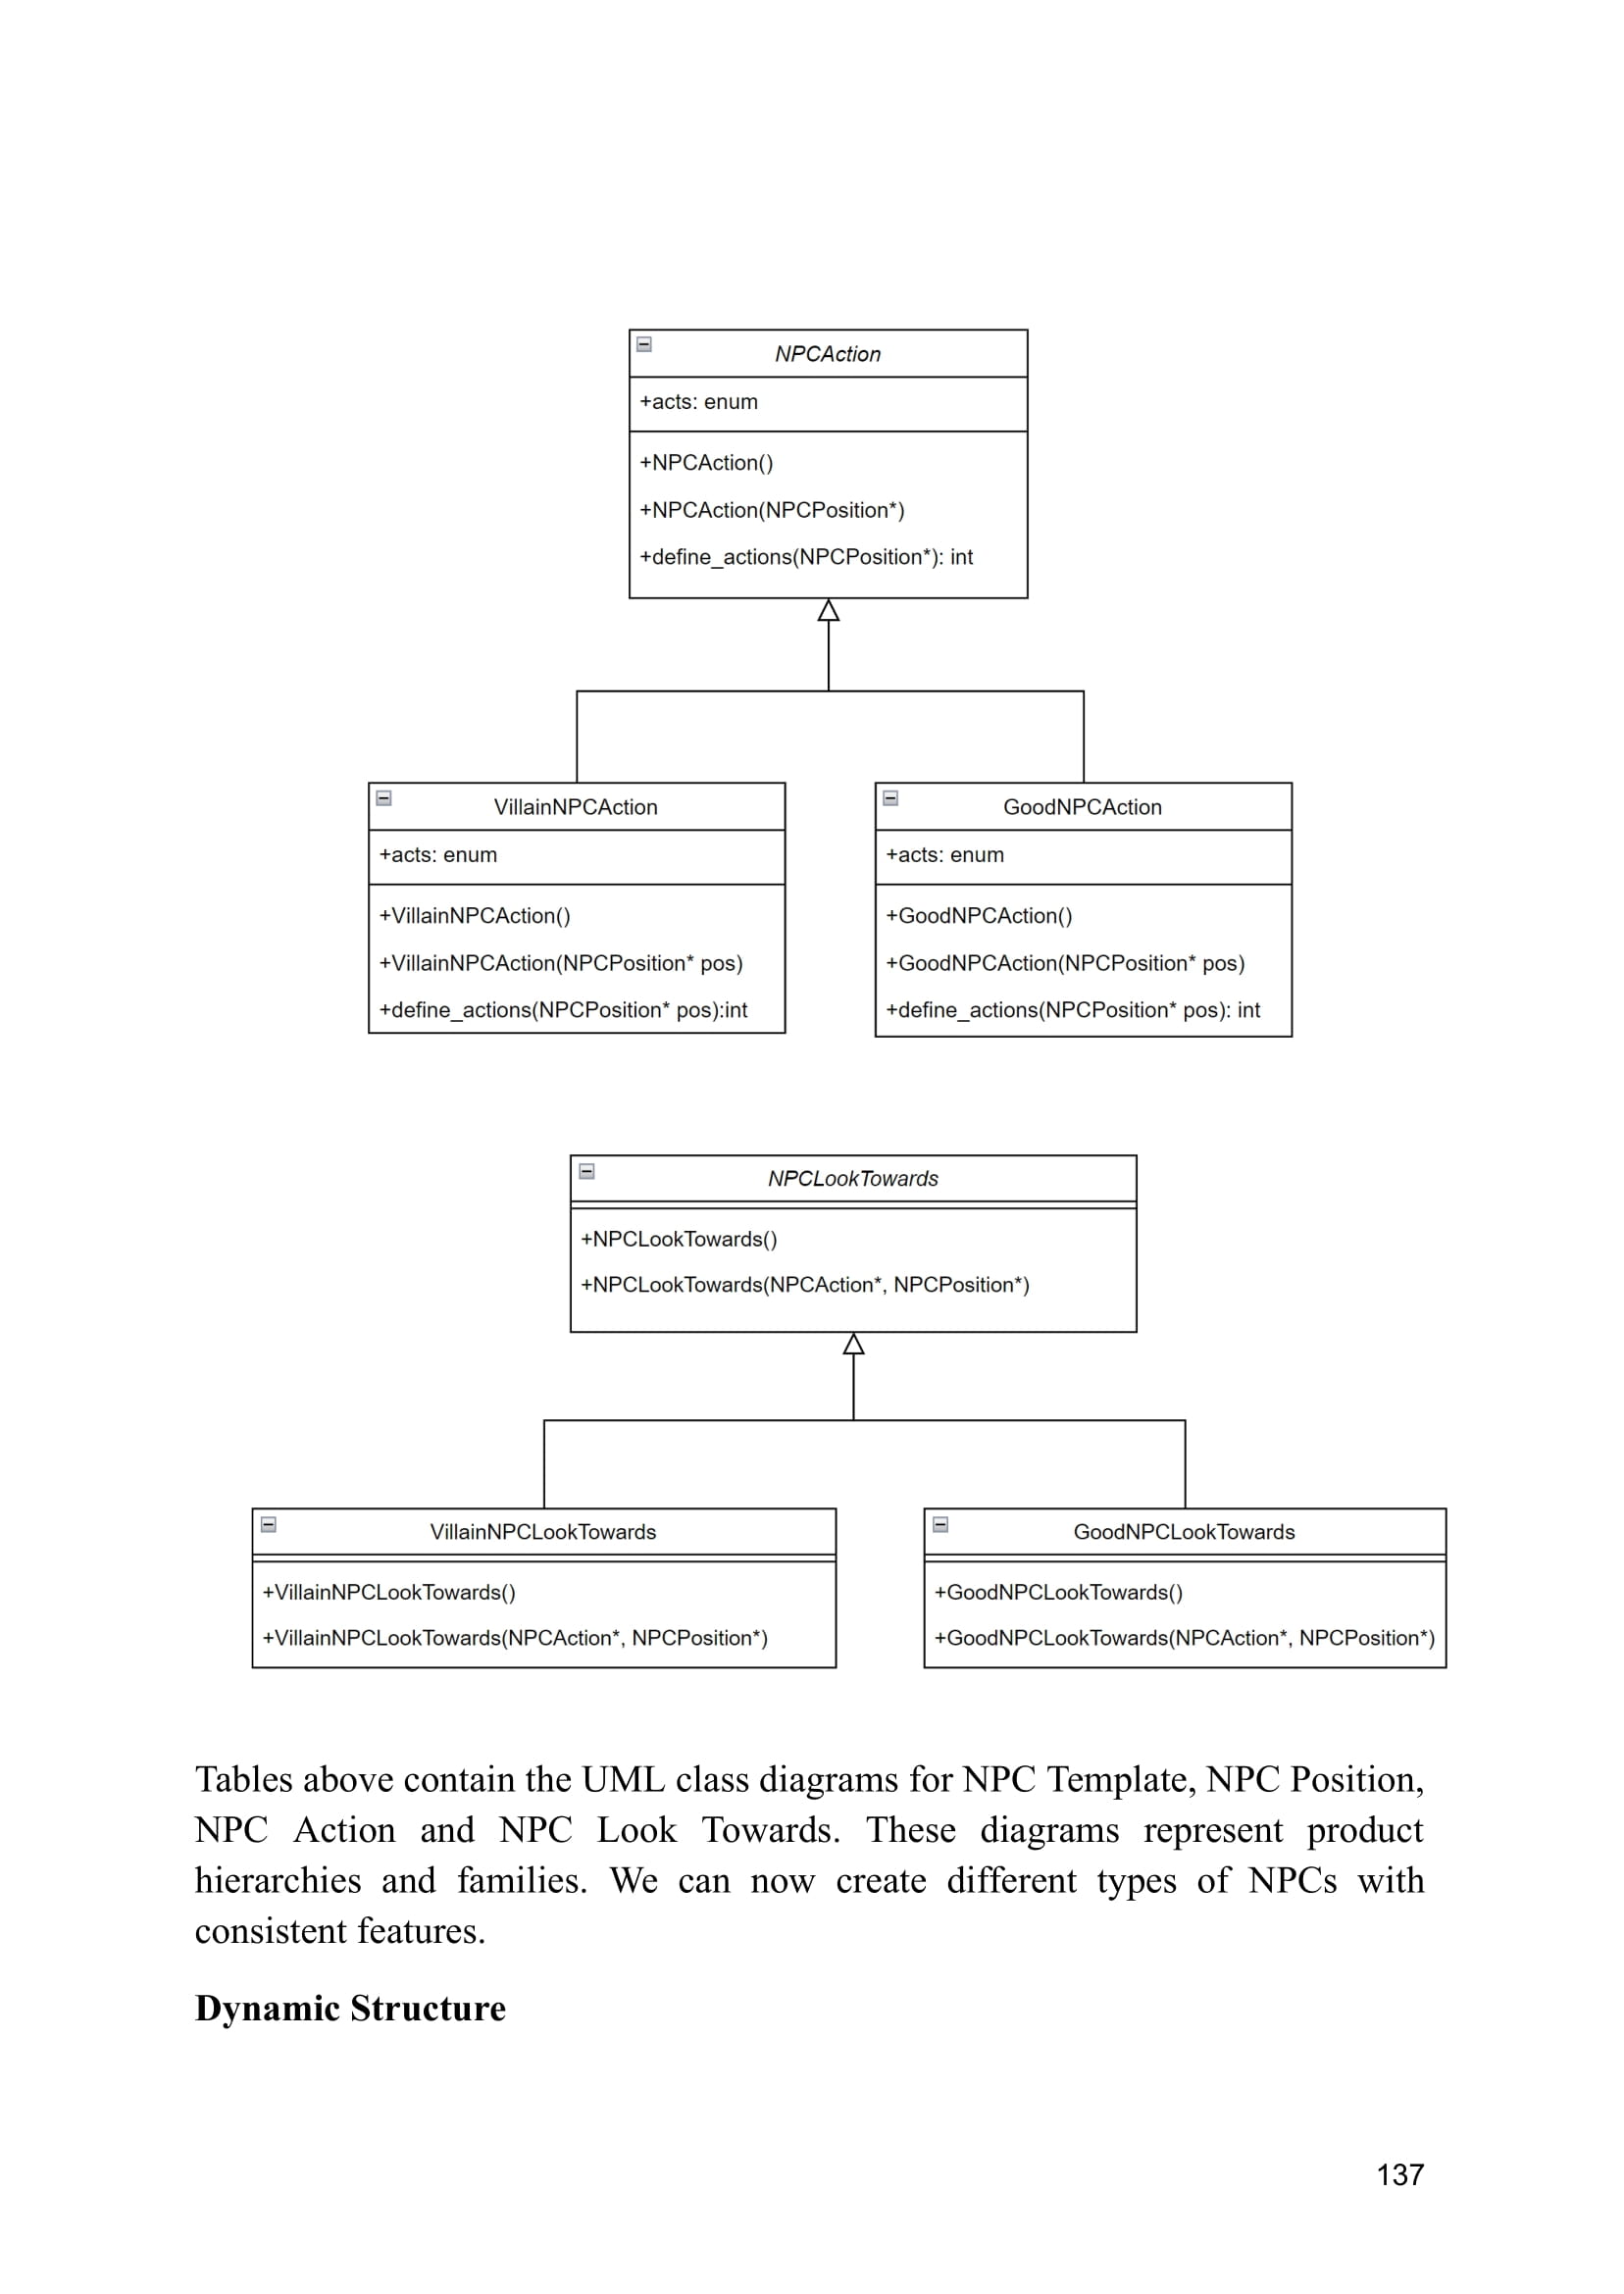 NPCAction
+acts: enum
+NPCAction()
+NPCAction(NPCPosition*)
+define_actions(NPCPosition*): int
VillainNPCAction
+acts: enum
+VillainNPCAction()
+VillainNPCAction(NPCPosition* pos)
+define_actions(NPCPosition* pos):int
GoodNPCAction
+acts: enum
+GoodNPCAction()
+GoodNPCAction(NPCPosition* pos)
+define_actions(NPCPosition* pos): int
NPCLookTowards
+NPCLookTowards()
+NPCLookTowards(NPCAction*, NPCPosition*)
VillainNPCLookTowards
+VillainNPCLookTowards()
+VillainNPCLookTowards(NPCAction*, NPCPosition*)
GoodNPCLookTowards
+GoodNPCLookTowards()
+GoodNPCLookTowards(NPCAction*, NPCPosition*)
Tables above contain the UML class diagrams for NPC Template, NPC Position,
NPC Action and NPC Look Towards. These diagrams represent product
hierarchies and families. We can now create different types of NPCs with
consistent features.
Dynamic Structure
137